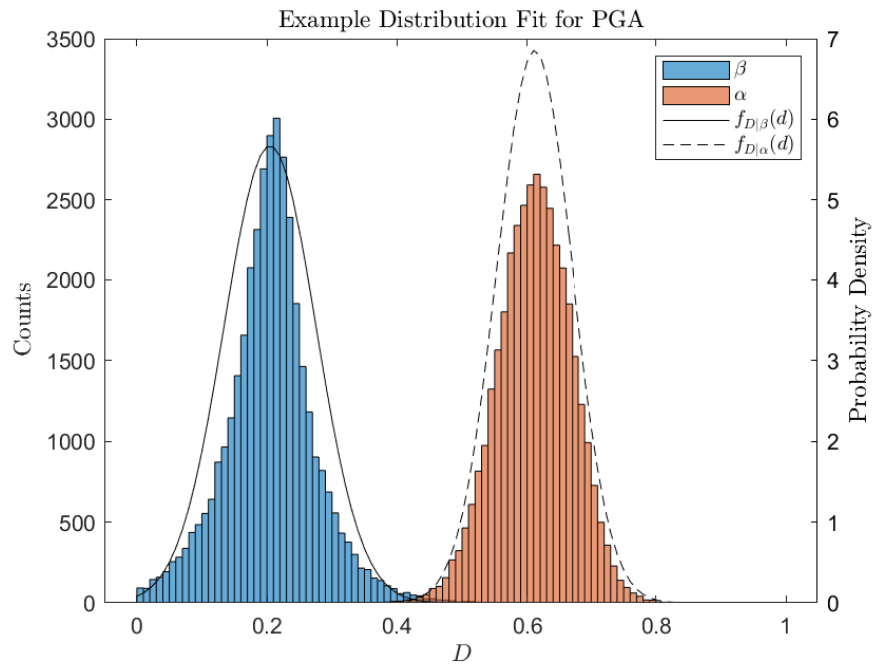 Example Distribution Fit for PGA
3500
3000
2500
2000
1500
1000
500
0
Counts
0
0.2
0.4
0.6
0.8
1
D
7
6
5
4
3
2
1
0
Probability Density
β
α
f_{D|β}(d)
f_{D|α}(d)